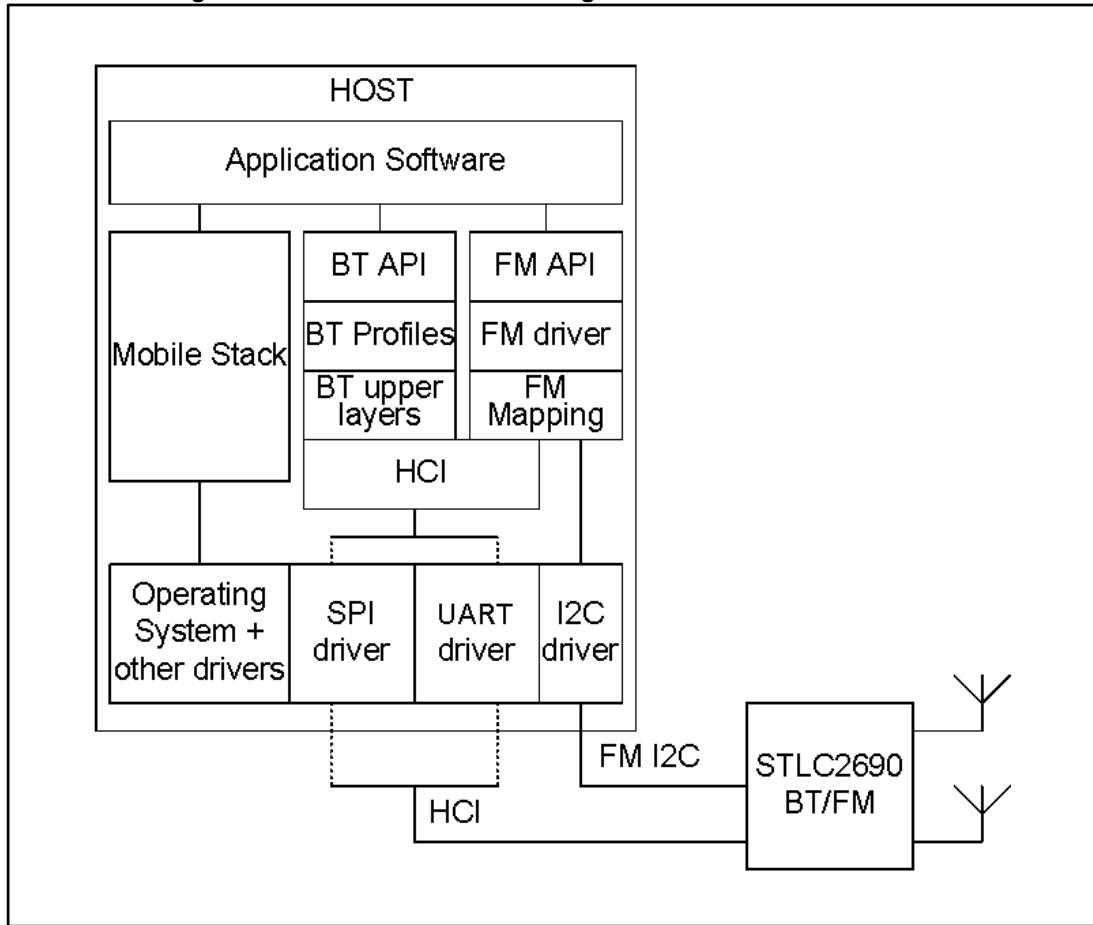 HOST
Application Software
BT API
FM API
BT Profiles
FM driver
Mobile Stack
BT upper
layers
FM
Mapping
HCI
Operating
System +
other drivers
SPI
driver
UART
driver
I2C
driver
FM I2C
STLC2690
BT/FM
HCI